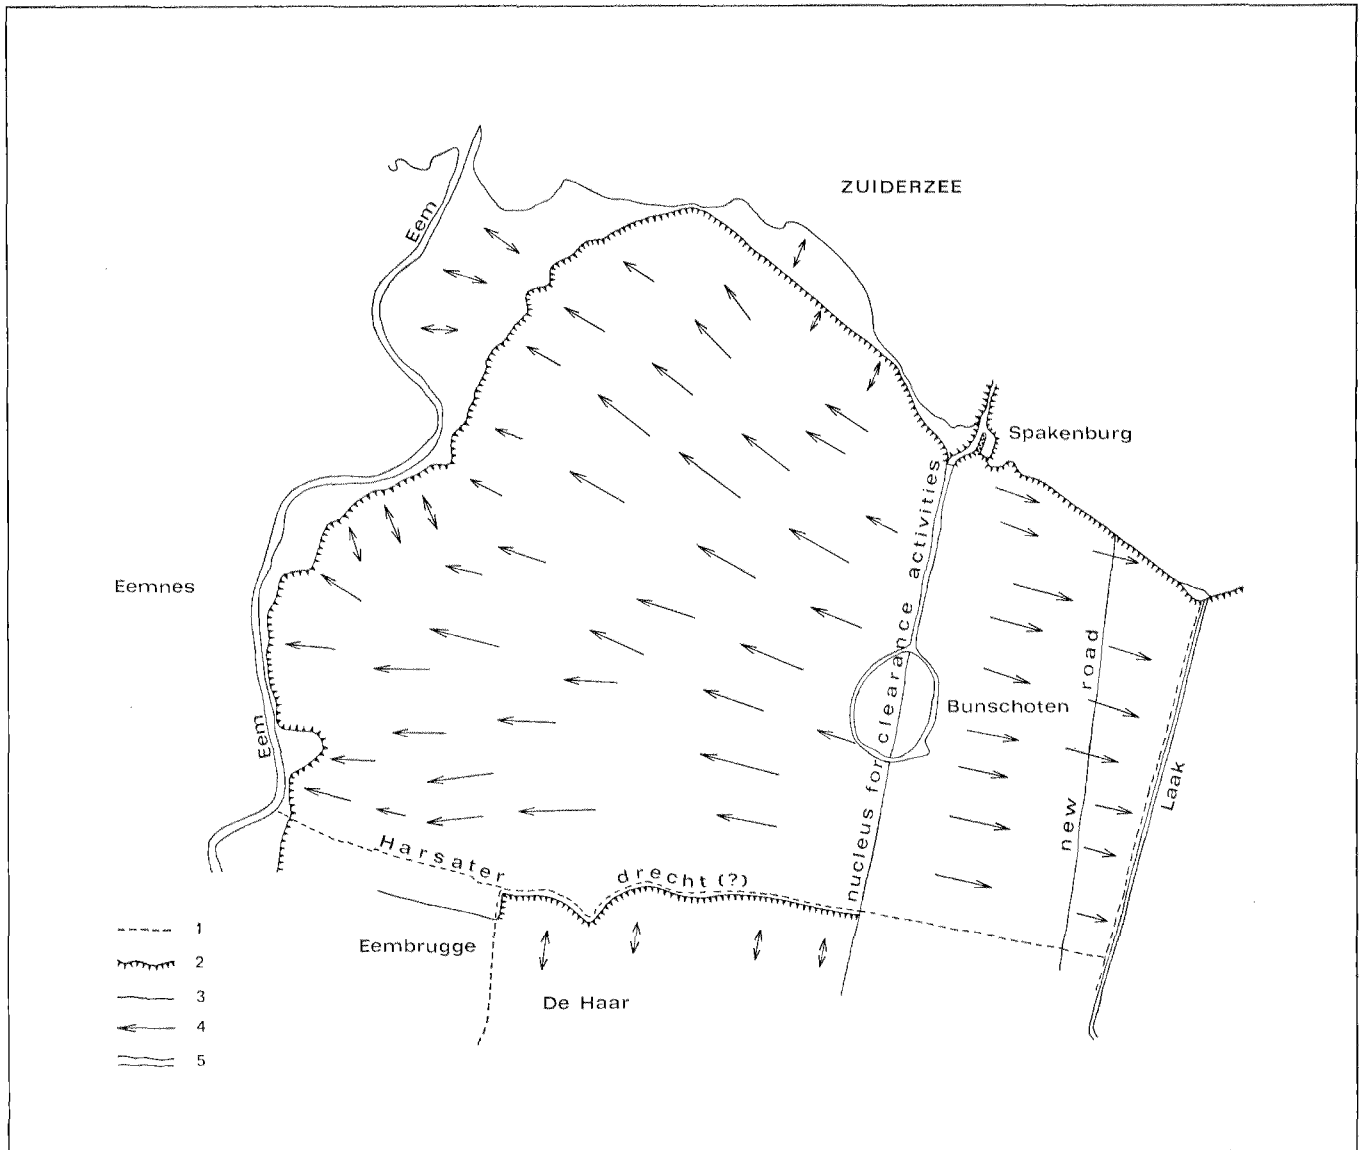 ZUIDERZEE
Eem
Spakenburg
nucleus for clearance activities
Eemnes
new road
Bunschoten
Eem
Laak
Harsater
drecht (?)
Eembrugge
De Haar
1
2
3
4
5